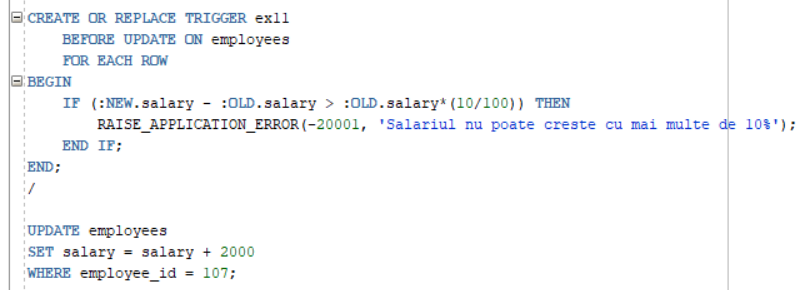 CREATE OR REPLACE TRIGGER ex11
BEFORE UPDATE ON employees
FOR EACH ROW
BEGIN
IF (:NEW.salary - :OLD.salary > :OLD.salary*(10/100)) THEN
RAISE_APPLICATION_ERROR(-20001, 'Salariul nu poate creste cu mai multe de 10%');
END IF;
END;
/
UPDATE employees
SET salary = salary + 2000
WHERE employee_id = 107;